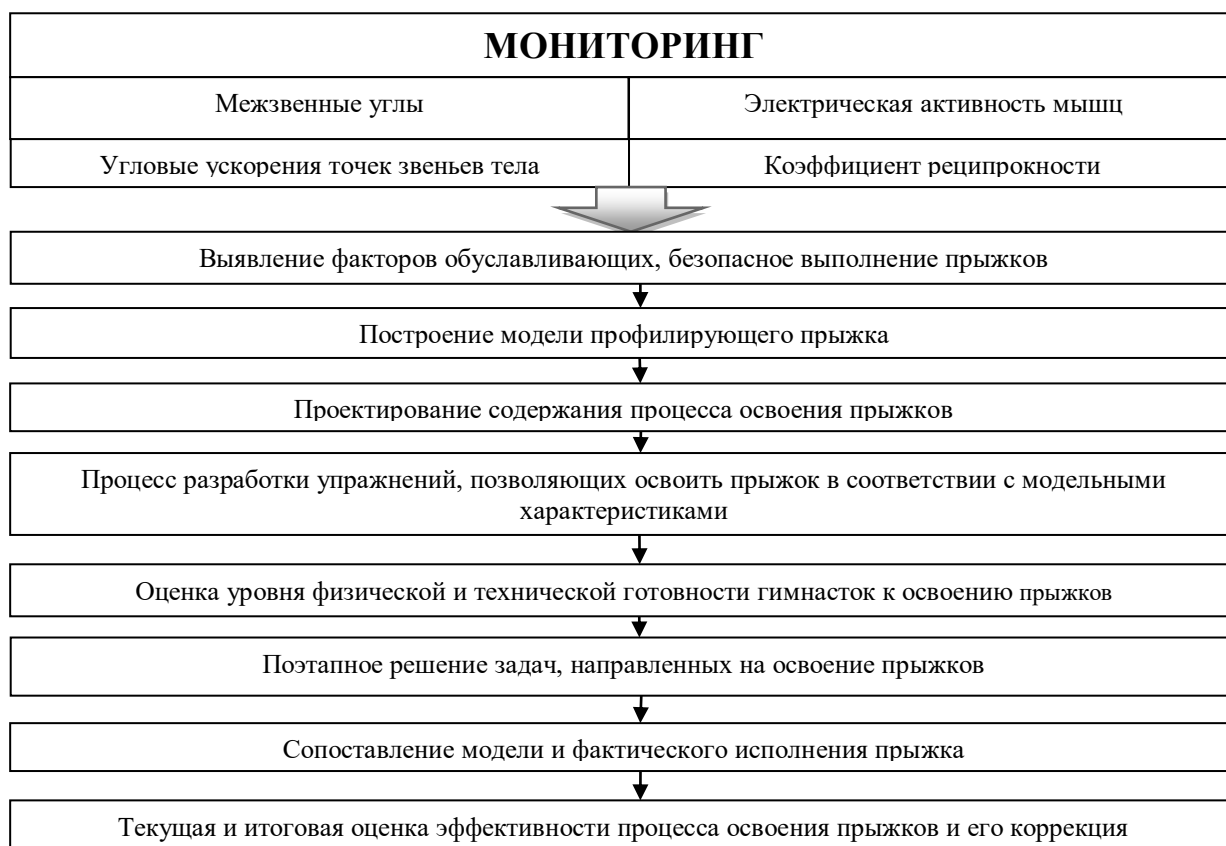 МОНИТОРИНГ
Межзвенные углы
Электрическая активность мышц
Угловые ускорения точек звеньев тела
Коэффициент реципрокности
Выявление факторов обуславливающих, безопасное выполнение прыжков
Построение модели профилирующего прыжка
Проектирование содержания процесса освоения прыжков
Процесс разработки упражнений, позволяющих освоить прыжок в соответствии с модельными
характеристиками
Оценка уровня физической и технической готовности гимнасток к освоению прыжков
Поэтапное решение задач, направленных на освоение прыжков
Сопоставление модели и фактического исполнения прыжка
Текущая и итоговая оценка эффективности процесса освоения прыжков и его коррекция